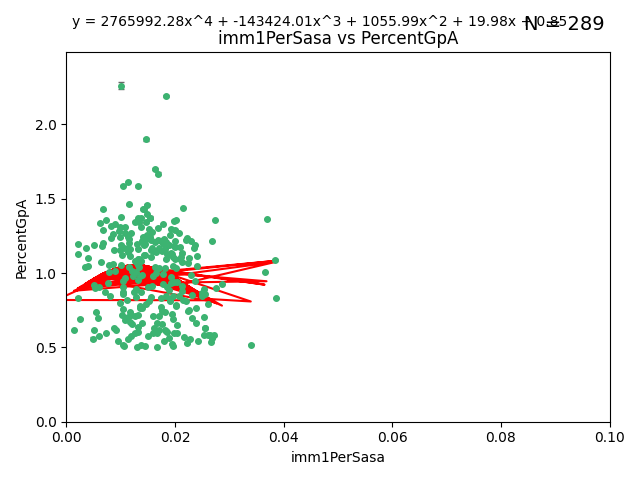 y = 2765992.28x^4 + -143424.01x^3 + 1055.99x^2 + 19.98x + 0.85
N = 289
imm1PerSasa vs PercentGpA
PercentGpA
2.0
1.5
1.0
0.5
0.0
0.00
0.02
0.04
0.06
0.08
0.10
imm1PerSasa